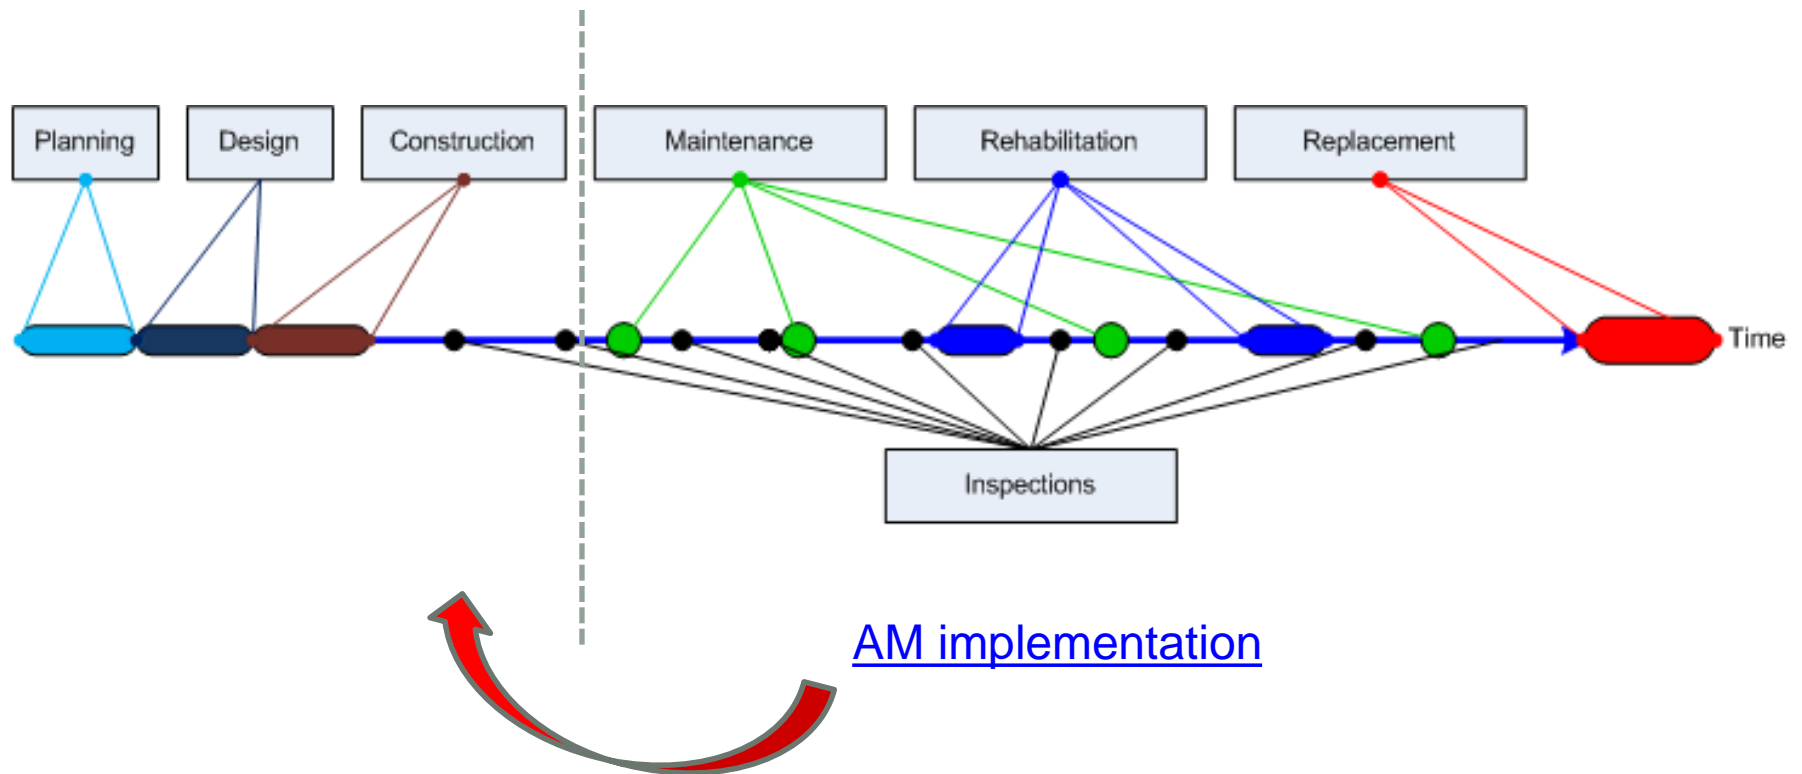 Planning
Design
Construction
Maintenance
Rehabilitation
Replacement
Time
Inspections
AM implementation